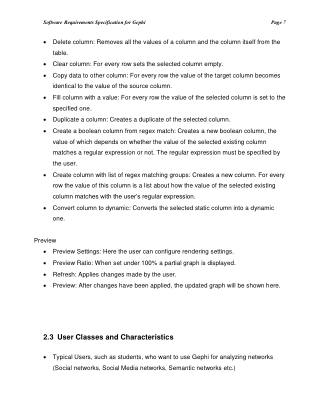 Software Requirements Specification for Gephi Page 7
• Delete column: Removes all the values of a column and the column itself from the
table.
• Clear column: For every row sets the selected column empty.
• Copy data to other column: For every row the value of the target column becomes
identical to the value of the source column.
• Fill column with a value: For every row the value of the selected column is set to the
specified one.
• Duplicate a column: Creates a duplicate of the selected column.
• Create a boolean from regex match: Creates a new boolean column, the
value of which depends on whether the value of the selected existing column
matches a regular expression or not. The regular expression must be specified by
the user.
• Create column with list of regex matching groups: Creates a new column. For every
row the value of this column is a list about how the value of the selected existing
column matches with the user's regular expression.
• Convert column to dynamic: Converts the selected static column into a dynamic
one.
Preview
• Preview Settings: Here the user can configure rendering settings.
• Preview Ratio: When set under 100% a partial graph is displayed.
• Refresh: Applies changes made by the user.
• Preview: After changes have been applied, the updated graph will be shown here.
2.3 User Classes and Characteristics
• Typical Users, such as students, who want to use Gephi for analyzing networks
(Social networks, Social Media networks, Semantic networks etc.)